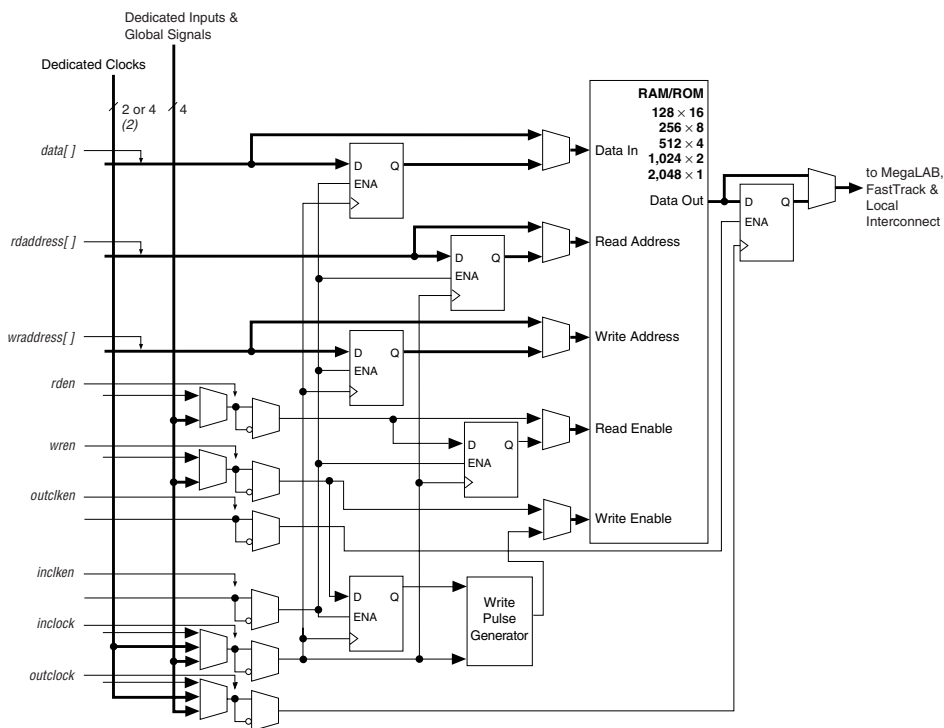 Dedicated Inputs &
Global Signals
Dedicated Clocks
2 or 4
(2)
4
RAM/ROM
128 × 16
256 × 8
512 × 4
1,024 × 2
2,048 × 1
data[ ]
D Q
ENA
Data In
Data Out
D Q
ENA
to MegaLAB,
FastTrack &
Local
Interconnect
rdaddress[ ]
D Q
ENA
Read Address
wraddress[ ]
D Q
ENA
Write Address
rden
D Q
ENA
Read Enable
wren
outclken
Write Enable
inclken
D Q
ENA
Write
Pulse
Generator
inclock
outclock